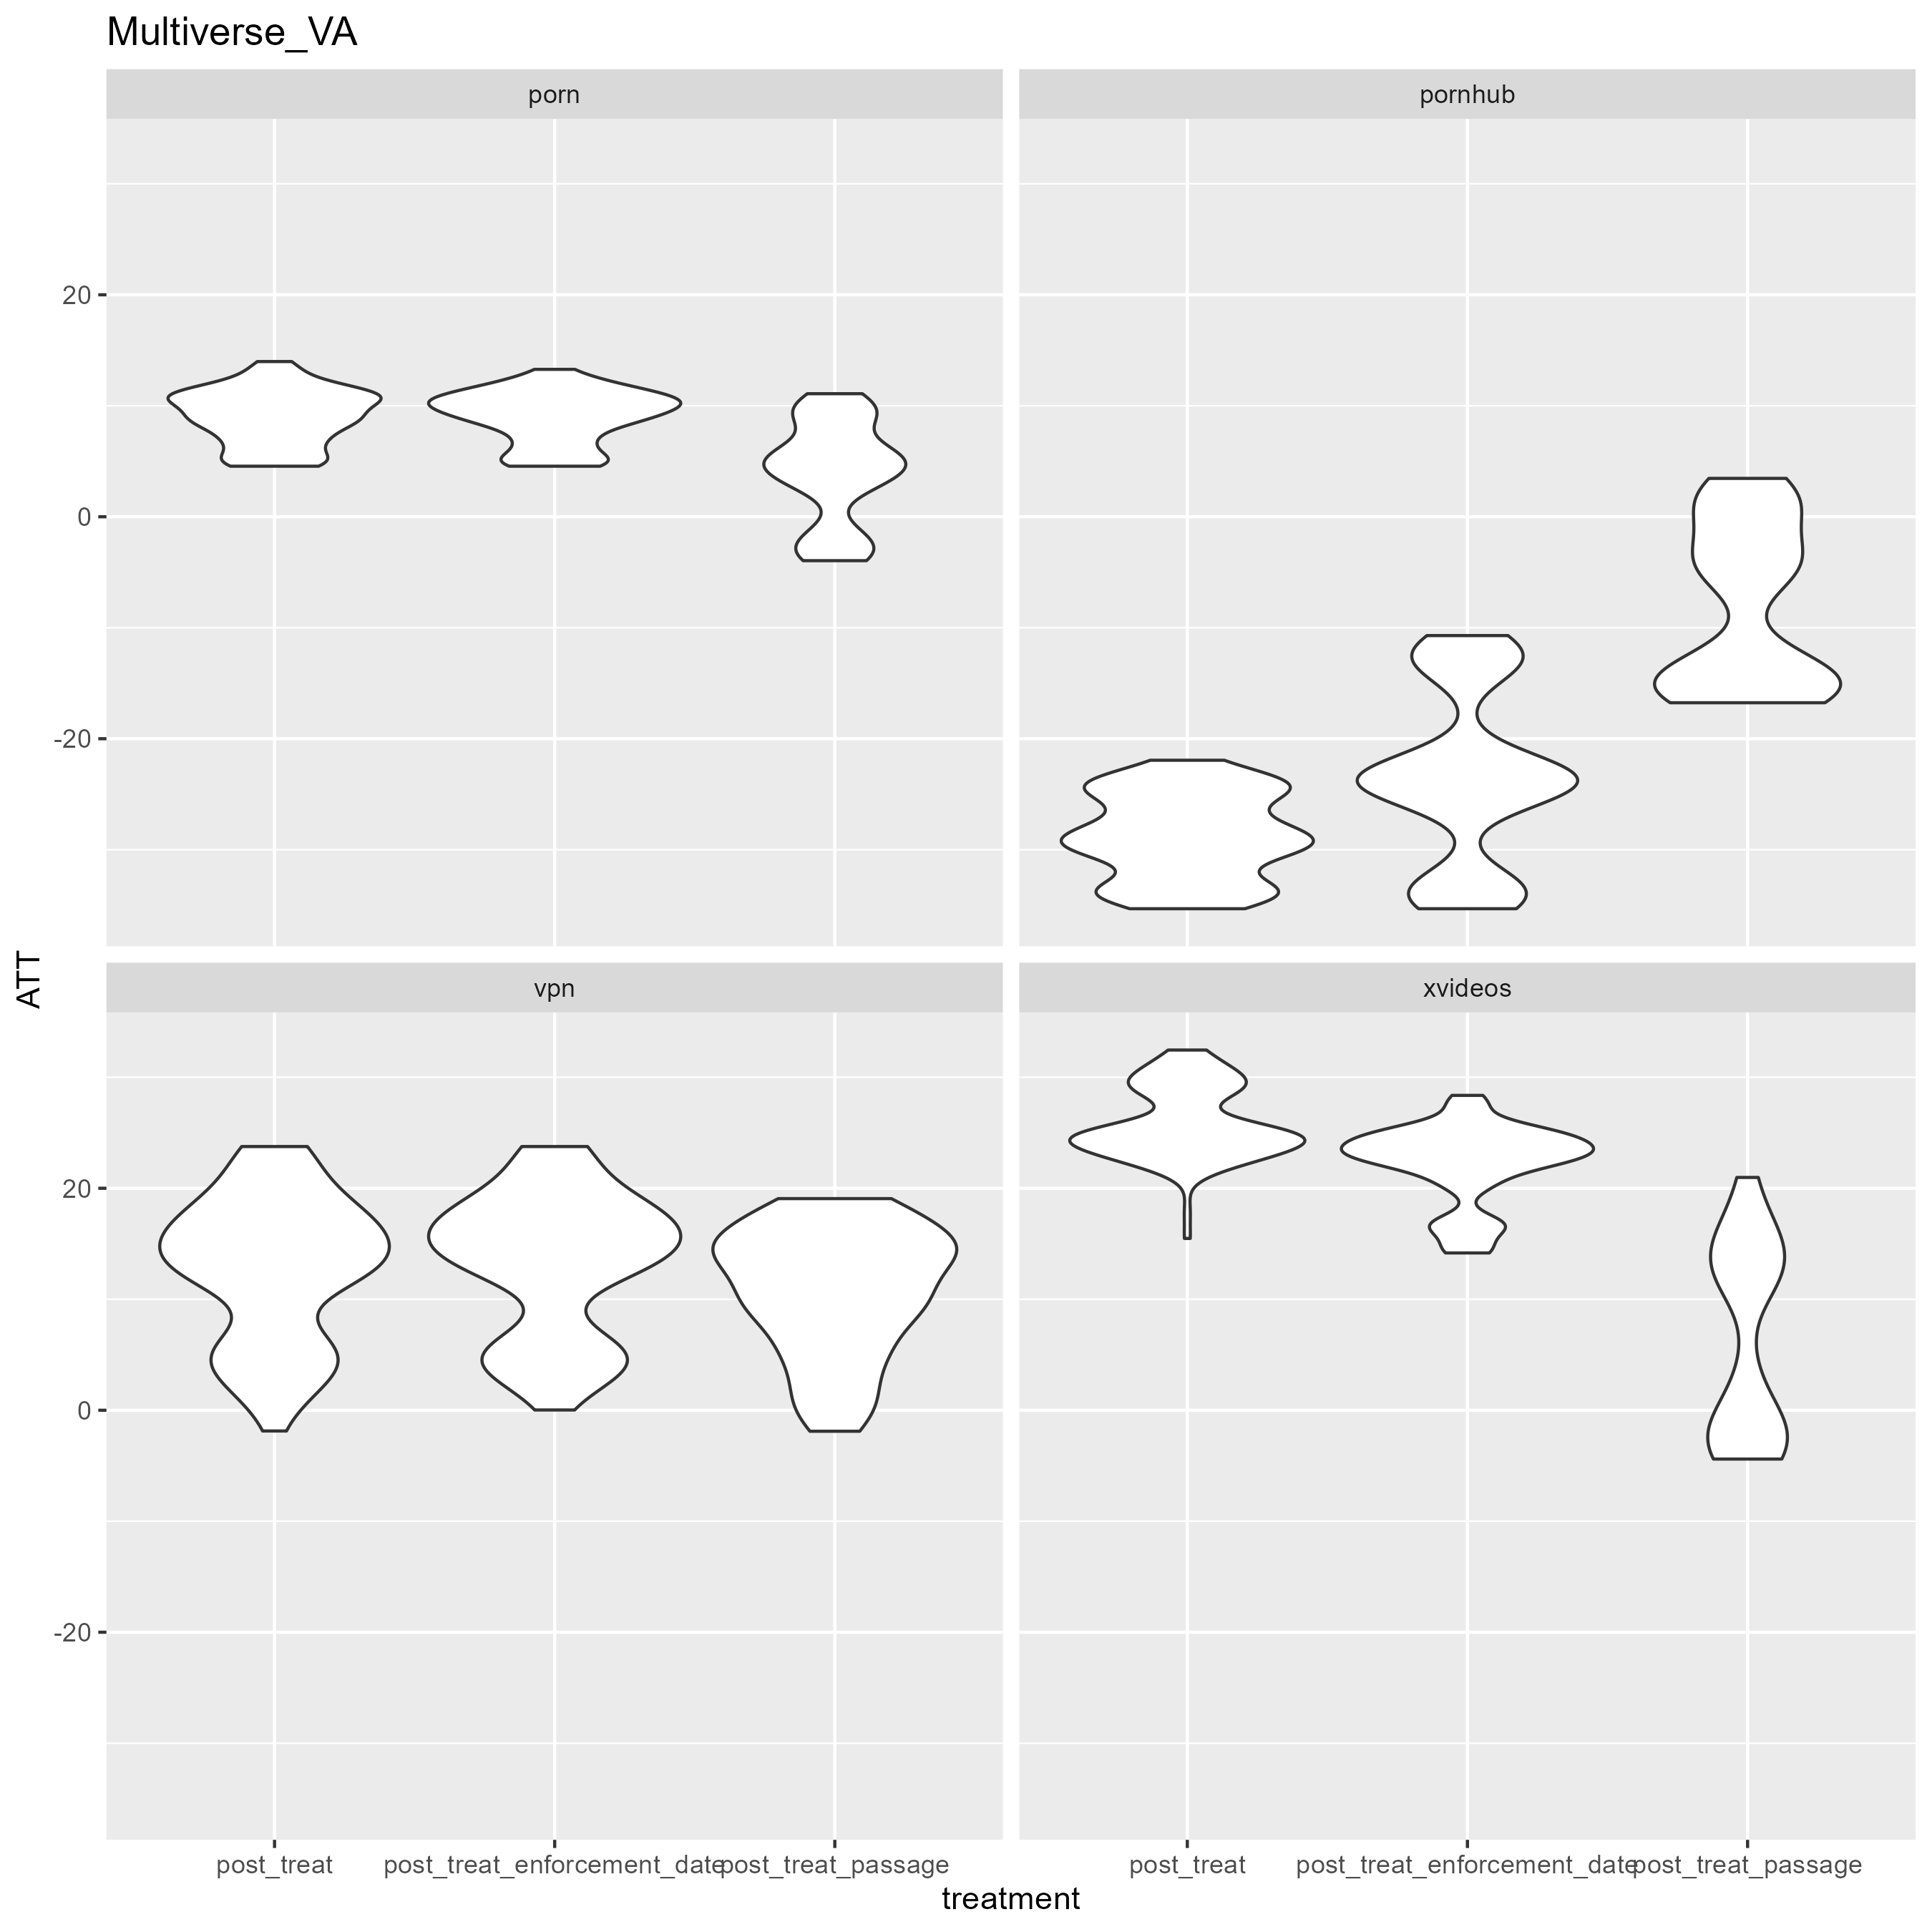 Multiverse_VA
porn
pornhub
20
0
-20
ATT
vpn
xvideos
20
0
-20
post_treat
post_treat_enforcement_date
post_treat_passage
post_treat
post_treat_enforcement_date
post_treat_passage
treatment